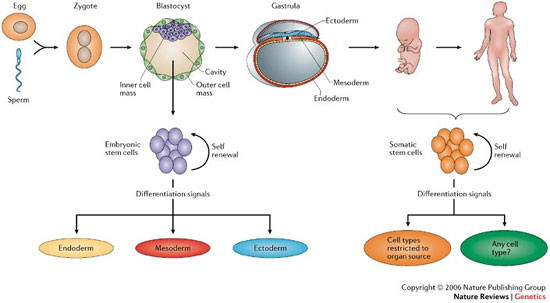 Egg
Zygote
Blastocyst
Gastrula
Ectoderm
Sperm
Inner cell
mass
Cavity
Outer cell
mass
Mesoderm
Endoderm
Embryonic
stem cells
Self
renewal
Somatic
stem cells
Self
renewal
Differentiation signals
Differentiation signals
Endoderm
Mesoderm
Ectoderm
Cell types
restricted to
organ source
Any cell
type?
Copyright © 2006 Nature Publishing Group
Nature Reviews | Genetics